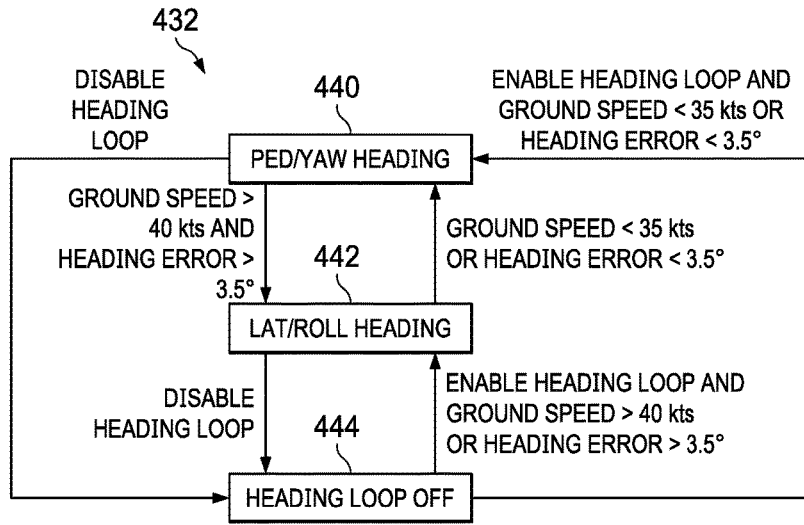 432
DISABLE
HEADING
LOOP
440
ENABLE HEADING LOOP AND
GROUND SPEED < 35 kts OR
HEADING ERROR < 3.5°
PED/YAW HEADING
GROUND SPEED >
40 kts AND
HEADING ERROR >
3.5°
GROUND SPEED < 35 kts
OR HEADING ERROR < 3.5°
442
LAT/ROLL HEADING
DISABLE
HEADING LOOP
ENABLE HEADING LOOP AND
GROUND SPEED > 40 kts
OR HEADING ERROR > 3.5°
444
HEADING LOOP OFF